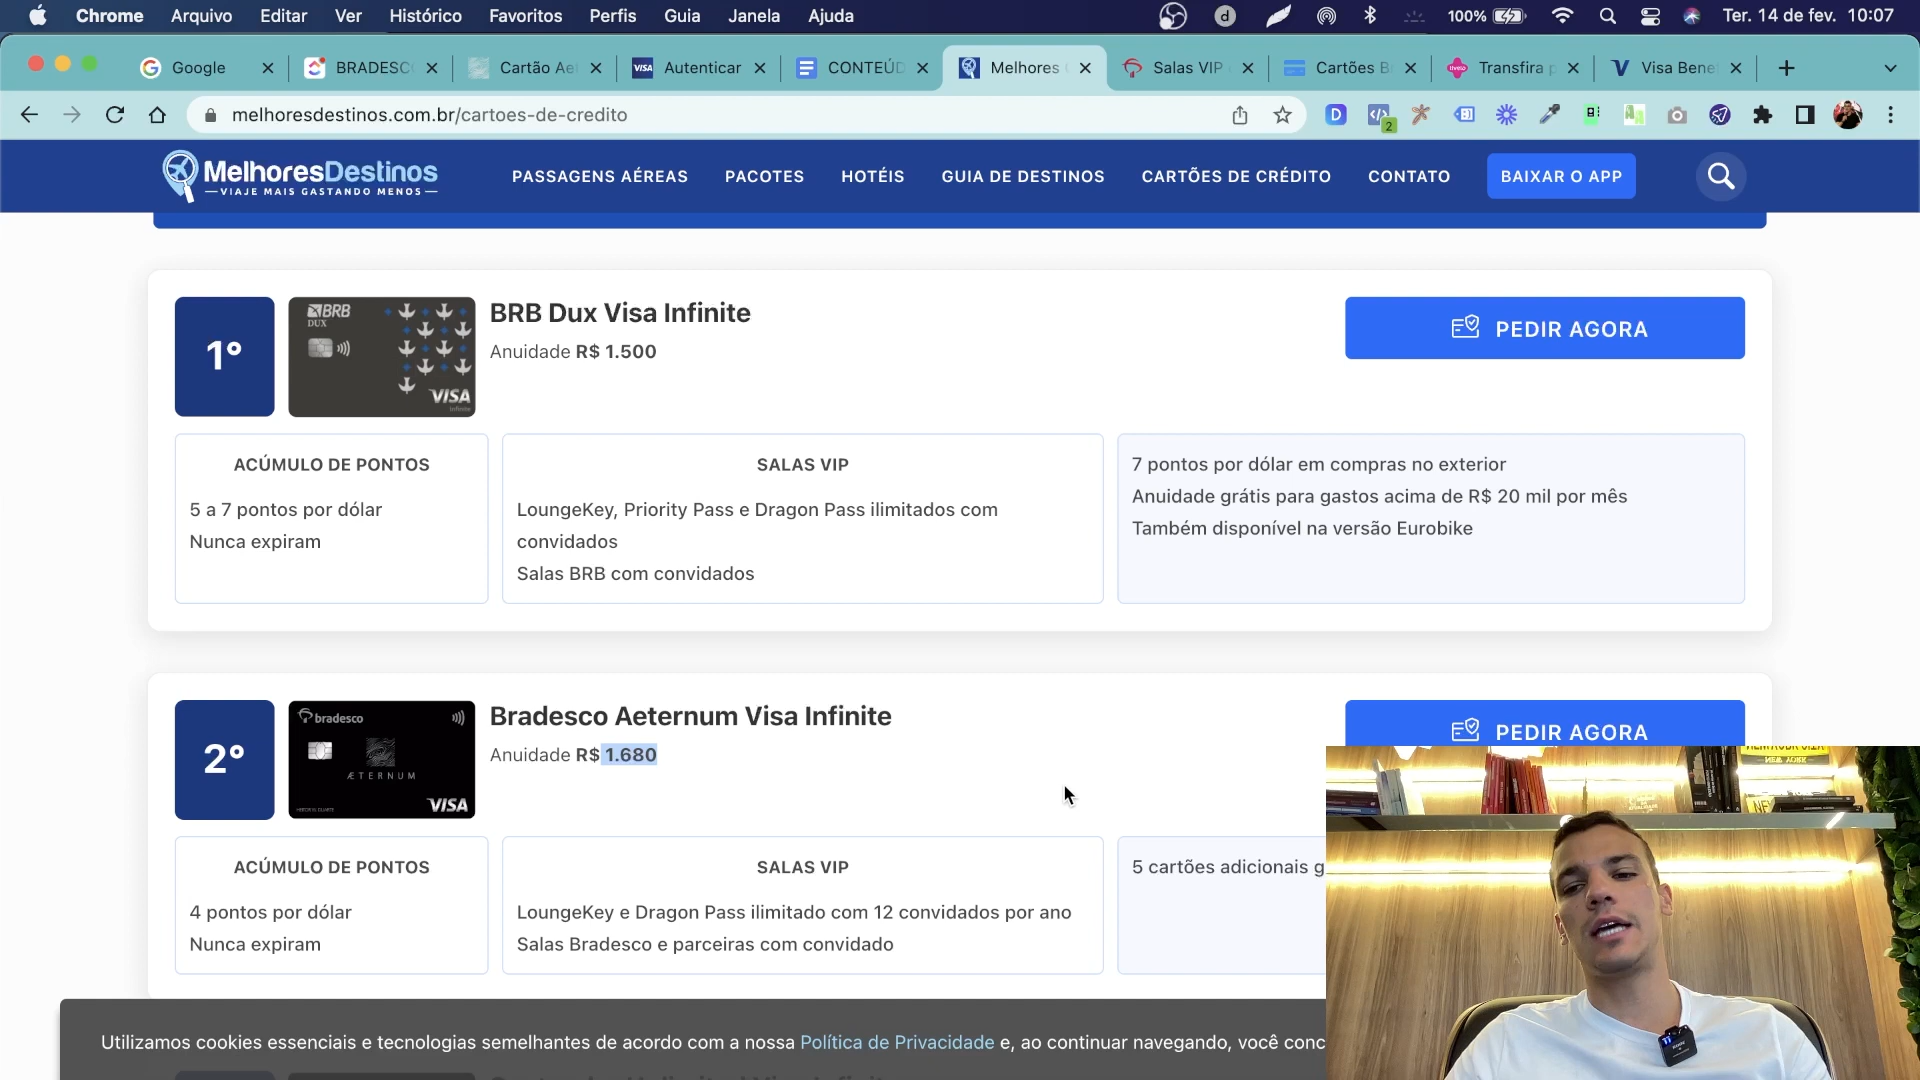 Chrome Arquivo Editar Ver Histórico Favoritos Perfis Guia Janela Ajuda d 100% Ter. 14 de fev. 10:07
Google BRADESC Cartão Ae VISA Autenticar CONTEÚD Melhores Salas VIP Cartões B livelo Transfira p Visa Bene
melhoresdestinos.com.br/cartoes-de-credito D 2
MelhoresDestinos
VIAJE MAIS GASTANDO MENOS
PASSAGENS AÉREAS PACOTES HOTÉIS GUIA DE DESTINOS CARTÕES DE CRÉDITO CONTATO BAIXAR O APP
1º
BRB
DUX
VISA
Infinite
BRB Dux Visa Infinite
Anuidade R$ 1.500
PEDIR AGORA
ACÚMULO DE PONTOS
5 a 7 pontos por dólar
Nunca expiram
SALAS VIP
LoungeKey, Priority Pass e Dragon Pass ilimitados com
convidados
Salas BRB com convidados
7 pontos por dólar em compras no exterior
Anuidade grátis para gastos acima de R$ 20 mil por mês
Também disponível na versão Eurobike
2º
bradesco
ÆTERNUM
VISA
Bradesco Aeternum Visa Infinite
Anuidade R$ 1.680
PEDIR AGORA
ACÚMULO DE PONTOS
4 pontos por dólar
Nunca expiram
SALAS VIP
LoungeKey e Dragon Pass ilimitado com 12 convidados por ano
Salas Bradesco e parceiras com convidado
5 cartões adicionais g
Utilizamos cookies essenciais e tecnologias semelhantes de acordo com a nossa Política de Privacidade e, ao continuar navegando, você conc